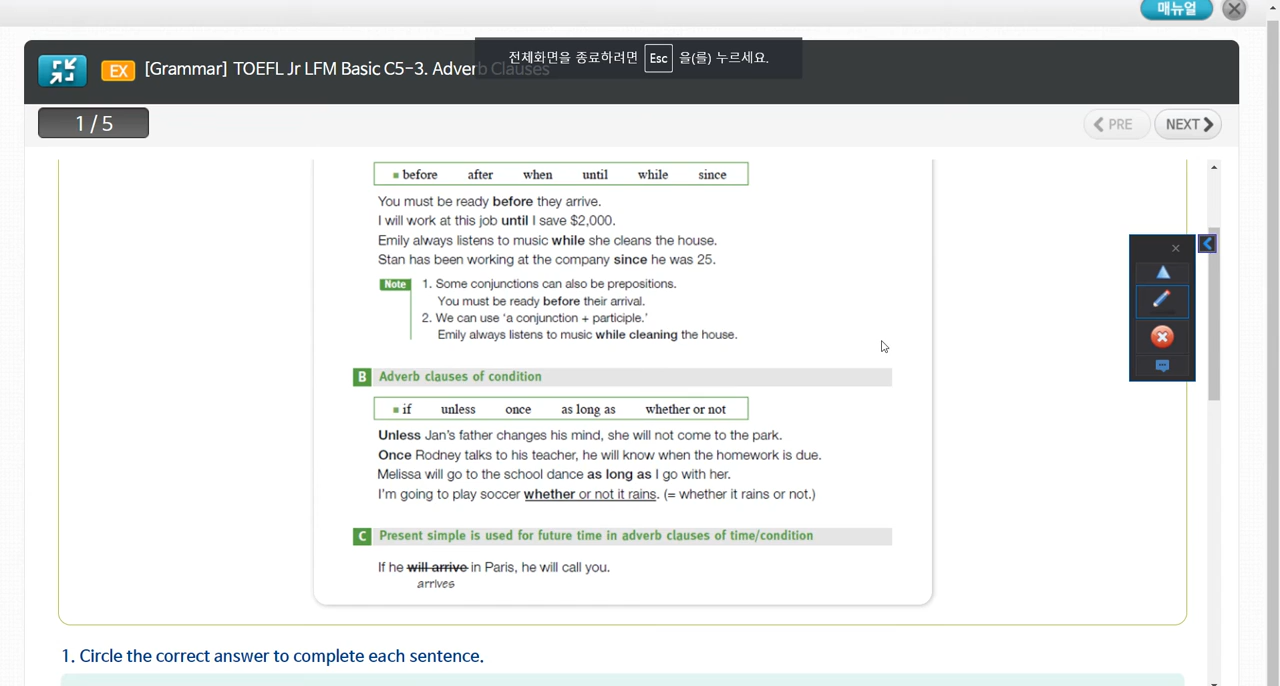 매뉴얼
전체화면을 종료하려면 Esc 을(를) 누르세요.
EX [Grammar] TOEFL Jr LFM Basic C5-3. Adverb Clauses
1 / 5
PRE NEXT
before after when until while since
You must be ready before they arrive.
I will work at this job until I save $2,000.
Emily always listens to music while she cleans the house.
Stan has been working at the company since he was 25.
Note 1. Some conjunctions can also be prepositions.
You must be ready before their arrival.
2. We can use ‘a conjunction + participle.’
Emily always listens to music while cleaning the house.
B Adverb clauses of condition
if unless once as long as whether or not
Unless Jan’s father changes his mind, she will not come to the park.
Once Rodney talks to his teacher, he will know when the homework is due.
Melissa will go to the school dance as long as I go with her.
I’m going to play soccer whether or not it rains. (= whether it rains or not.)
C Present simple is used for future time in adverb clauses of time/condition
If he will arrive in Paris, he will call you.
arrives
1. Circle the correct answer to complete each sentence.